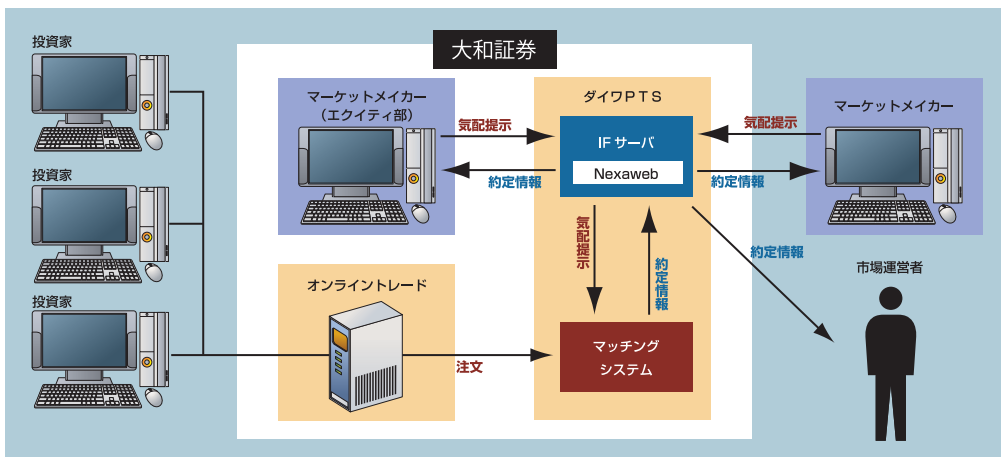 大和証券
投資家
投資家
投資家
マーケットメイカー
（エクイティ部）
気配提示
約定情報
オンライントレード
注文
ダイワＰＴＳ
IF サーバ
Nexaweb
気配提示
約定情報
マッチング
システム
気配提示
約定情報
マーケットメイカー
約定情報
市場運営者